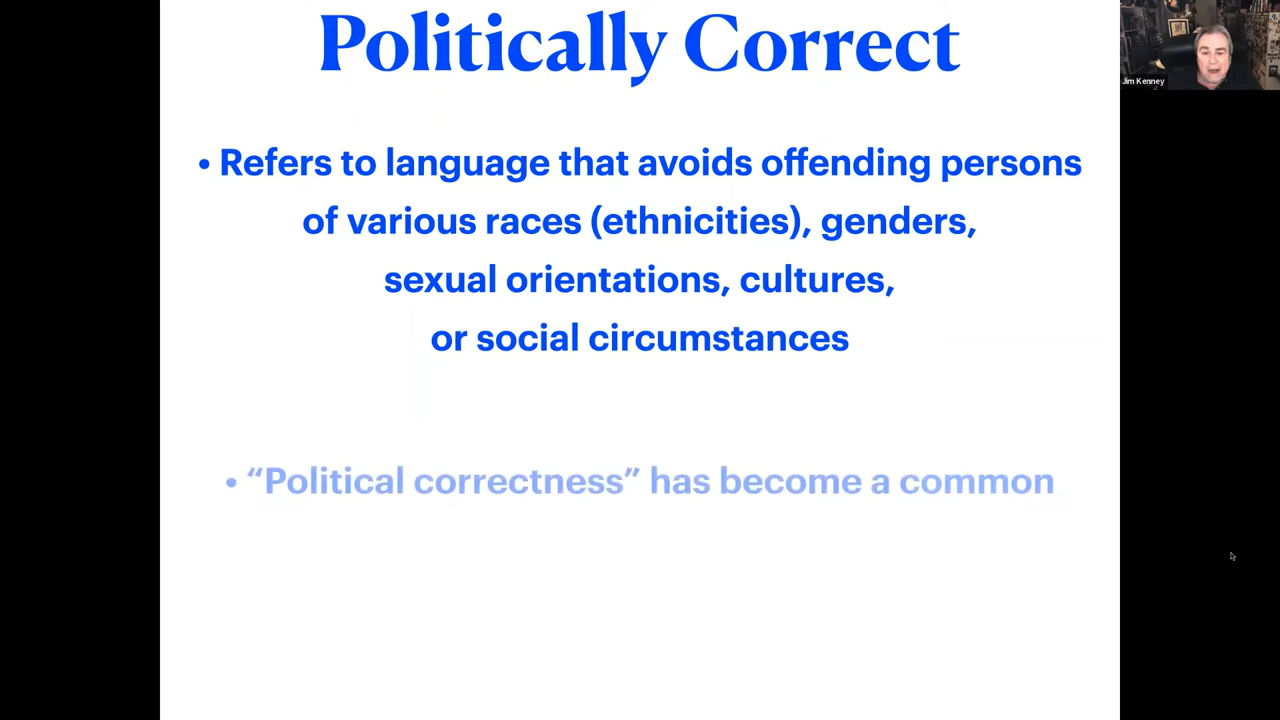 Politically Correct
Jim Kenney
• Refers to language that avoids offending persons
of various races (ethnicities), genders,
sexual orientations, cultures,
or social circumstances
• “Political correctness” has become a common